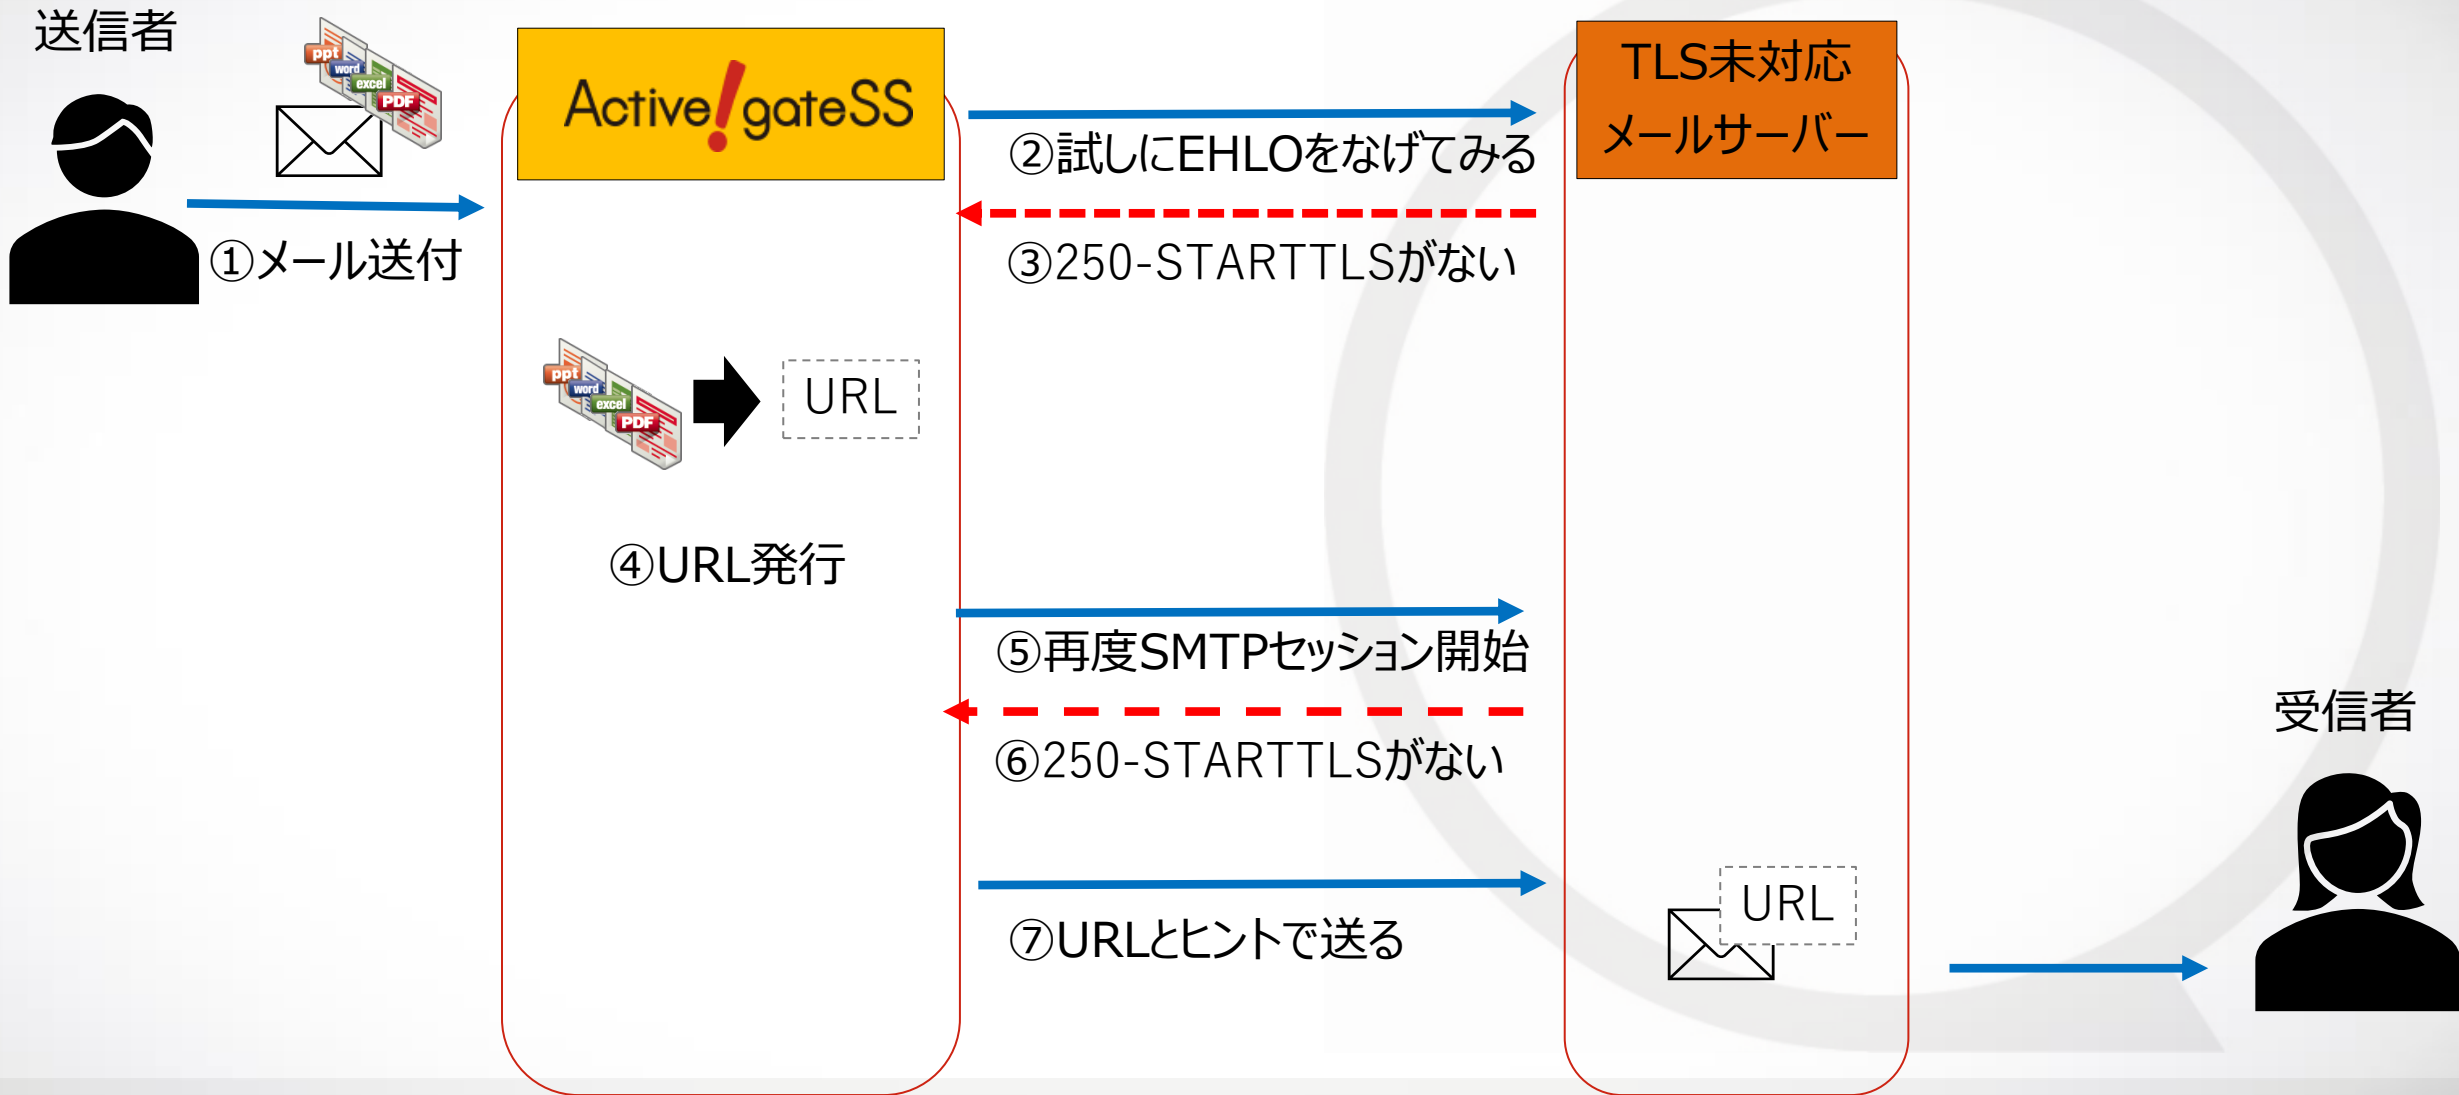 送信者
ppt
word
excel
PDF
①メール送付
Active!gateSS
②試しにEHLOをなげてみる
TLS未対応
メールサーバー
③250-STARTTLSがない
ppt
word
excel
PDF
URL
④URL発行
⑤再度SMTPセッション開始
⑥250-STARTTLSがない
⑦URLとヒントで送る
URL
受信者